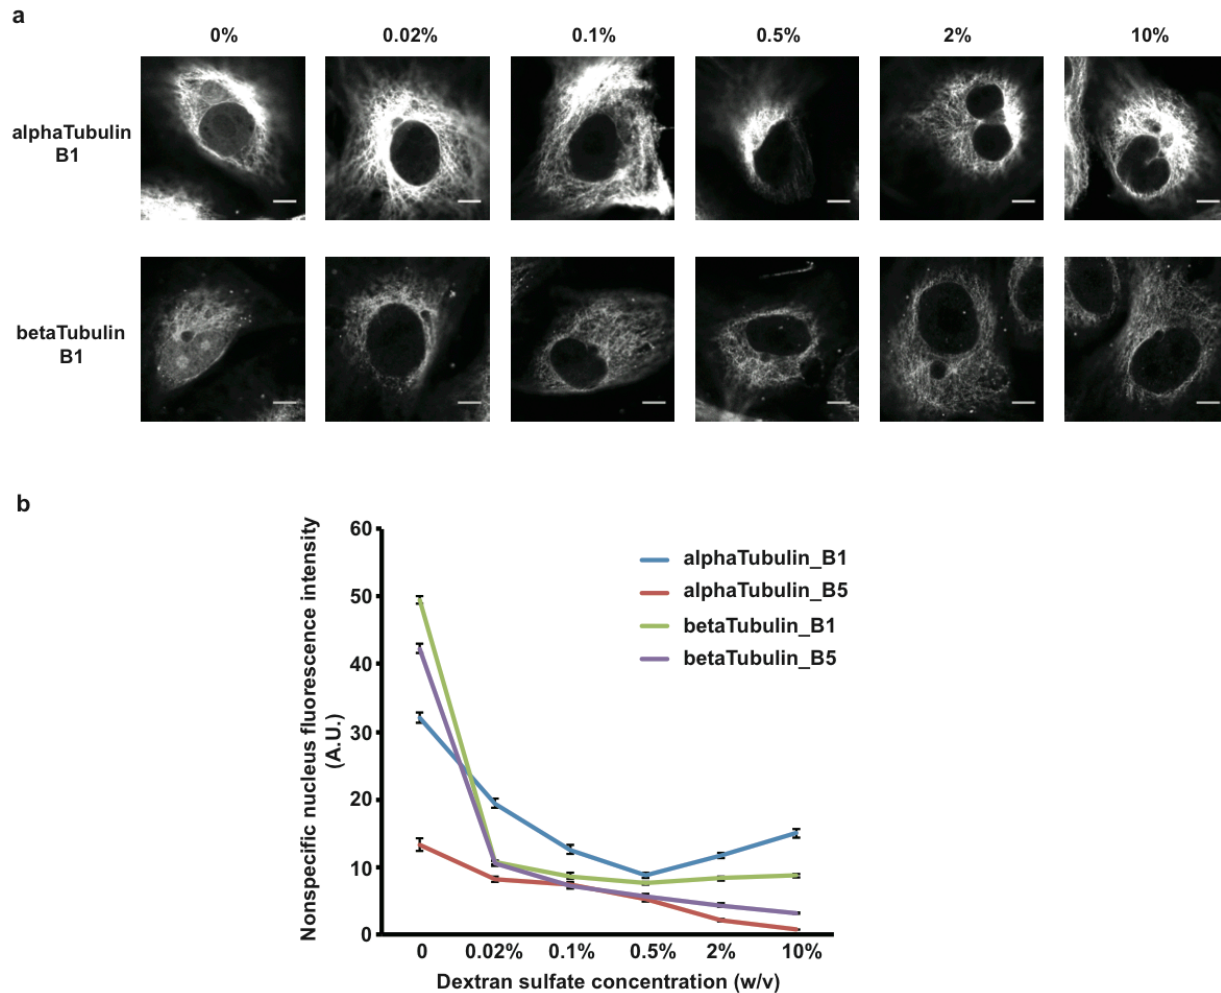 a
0% 0.02% 0.1% 0.5% 2% 10%
alphaTubulin
B1
betaTubulin
B1
b
Nonspecific nucleus fluorescence intensity
(A.U.)
60
50
40
30
20
10
0
alphaTubulin_B1
alphaTubulin_B5
betaTubulin_B1
betaTubulin_B5
0 0.02% 0.1% 0.5% 2% 10%
Dextran sulfate concentration (w/v)